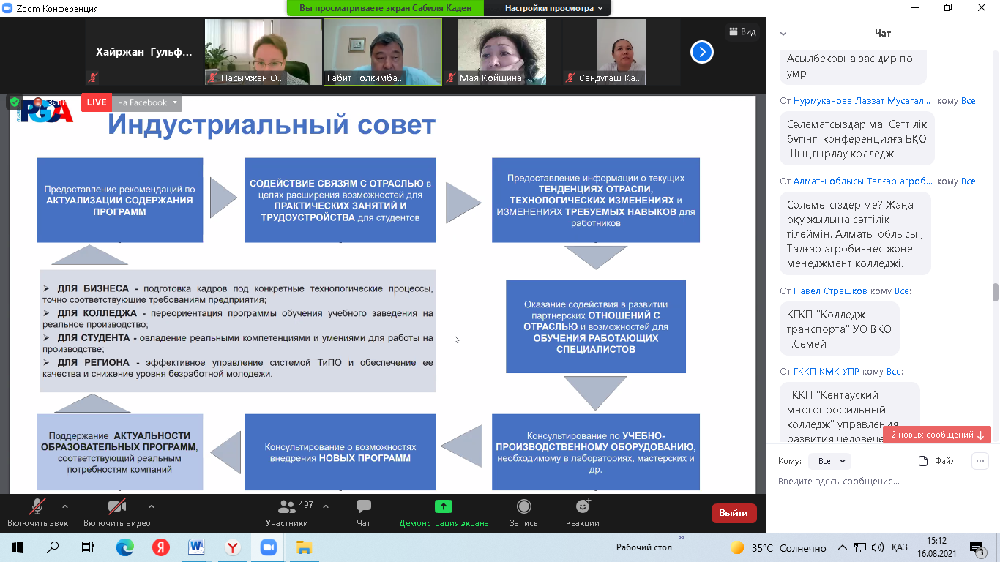 Zoom Конференция
Вы просматриваете экран Сабиля Каден
Настройки просмотра
Хайржан Гульф...
Насымжан О...
Габит Толкимба...
Мая Койшина
Сандугаш Ка...
Вид
LIVE
на Facebook
PGA
Индустриальный совет
Предоставление рекомендаций по
АКТУАЛИЗАЦИИ СОДЕРЖАНИЯ
ПРОГРАММ
СОДЕЙСТВИЕ СВЯЗЯМ С ОТРАСЛЬЮ в
целях расширения возможностей для
ПРАКТИЧЕСКИХ ЗАНЯТИЙ И
ТРУДОУСТРОЙСТВА для студентов
Предоставление информации о текущих
ТЕНДЕНЦИЯХ ОТРАСЛИ,
ТЕХНОЛОГИЧЕСКИХ ИЗМЕНЕНИЯХ и
ИЗМЕНЕНИЯХ ТРЕБУЕМЫХ НАВЫКОВ для
работников
➢ ДЛЯ БИЗНЕСА - подготовка кадров под конкретные технологические процессы,
точно соответствующие требованиям предприятия;
➢ ДЛЯ КОЛЛЕДЖА - переориентация программы обучения учебного заведения на
реальное производство;
➢ ДЛЯ СТУДЕНТА - овладение реальными компетенциями и умениями для работы на
производстве;
➢ ДЛЯ РЕГИОНА - эффективное управление системой ТиПО и обеспечение ее
качества и снижение уровня безработной молодежи.
Оказание содействия в развитии
партнерских ОТНОШЕНИЙ С
ОТРАСЛЬЮ и возможностей для
ОБУЧЕНИЯ РАБОТАЮЩИХ
СПЕЦИАЛИСТОВ
Поддержание АКТУАЛЬНОСТИ
ОБРАЗОВАТЕЛЬНЫХ ПРОГРАММ,
соответствующий реальным
потребностям компаний
Консультирование о возможностях
внедрения НОВЫХ ПРОГРАММ
Консультирование по УЧЕБНО-
ПРОИЗВОДСТВЕННОМУ ОБОРУДОВАНИЮ,
необходимому в лабораториях, мастерских и
др.
Чат
Асылбековна зас дир по
умр
От Нурмуканова Лаззат Мусагал... кому Все:
Сәлематсыздар ма! Сәттілік
бүгінгі конференцияға БҚО
Шыңғырлау колледжі
От Алматы облысы Талғар агроб... кому Все:
Сәлеметсіздер ме? Жаңа
оқу жылына сәттілік
тілеймін. Алматы облысы ,
Талғар агробизнес және
менеджмент колледжі.
От Павел Страшков кому Все:
КГКП "Колледж
транспорта" УО ВКО
г.Семей
От ГККП КМК УПР кому Все:
ГККП "Кентауский
многопрофильный
колледж" управления
развития человече
2 новых сообщений
Кому: Все
Файл
Введите здесь сообщение...
Включить звук
Включить видео
497
Участники
Чат
Демонстрация экрана
Запись
Реакции
Выйти
Рабочий стол
35°C Солнечно
ҚАЗ
15:12
16.08.2021
3